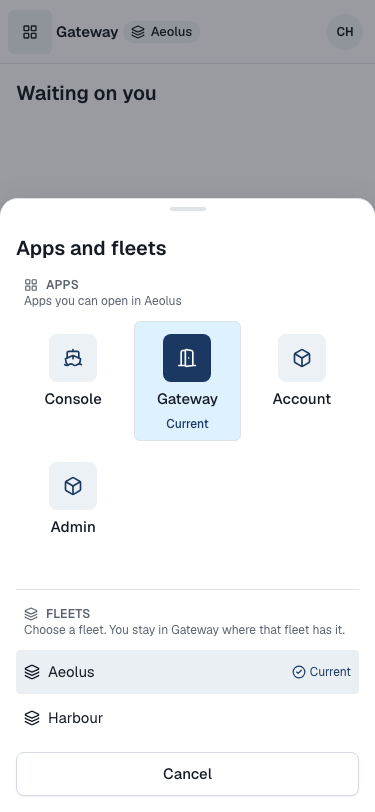 Gateway Aeolus CH
Waiting on you
Apps and fleets
APPS
Apps you can open in Aeolus
Console Gateway Account
Current
Admin
FLEETS
Choose a fleet. You stay in Gateway where that fleet has it.
Aeolus Current
Harbour
Cancel